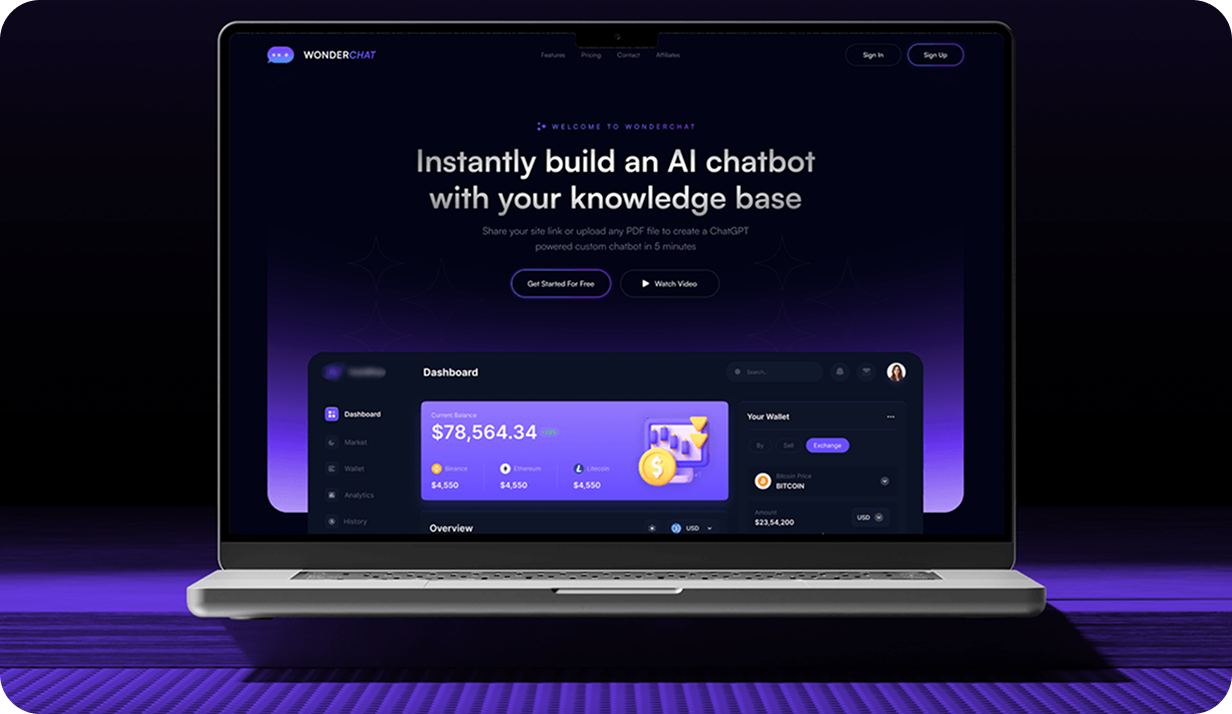 WONDERCHAT
Features Pricing Contact Affiliates
Sign In
Sign Up
WELCOME TO WONDERCHAT
Instantly build an AI chatbot
with your knowledge base
Share your site link or upload any PDF file to create a ChatGPT
powered custom chatbot in 5 minutes
Get Started For Free
Watch Video
Dashboard
Search...
Dashboard
Market
Wallet
Analytics
History
Current Balance
$78,564.34
Binance
$4,550
Ethereum
$4,550
Litecoin
$4,550
Overview
USD
Your Wallet
By
Sell
Exchange
Bitcoin Price
BITCOIN
Amount
$23,54,200
USD